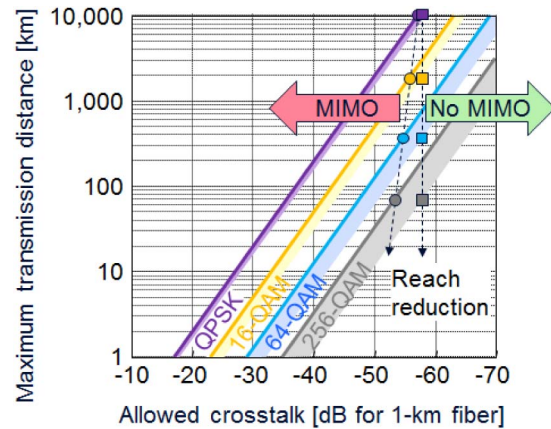 Maximum transmission distance [km]
10,000
1,000
100
10
1
MIMO
No MIMO
Reach
reduction
QPSK
16-QAM
64-QAM
256-QAM
-10
-20
-30
-40
-50
-60
-70
Allowed crosstalk [dB for 1-km fiber]